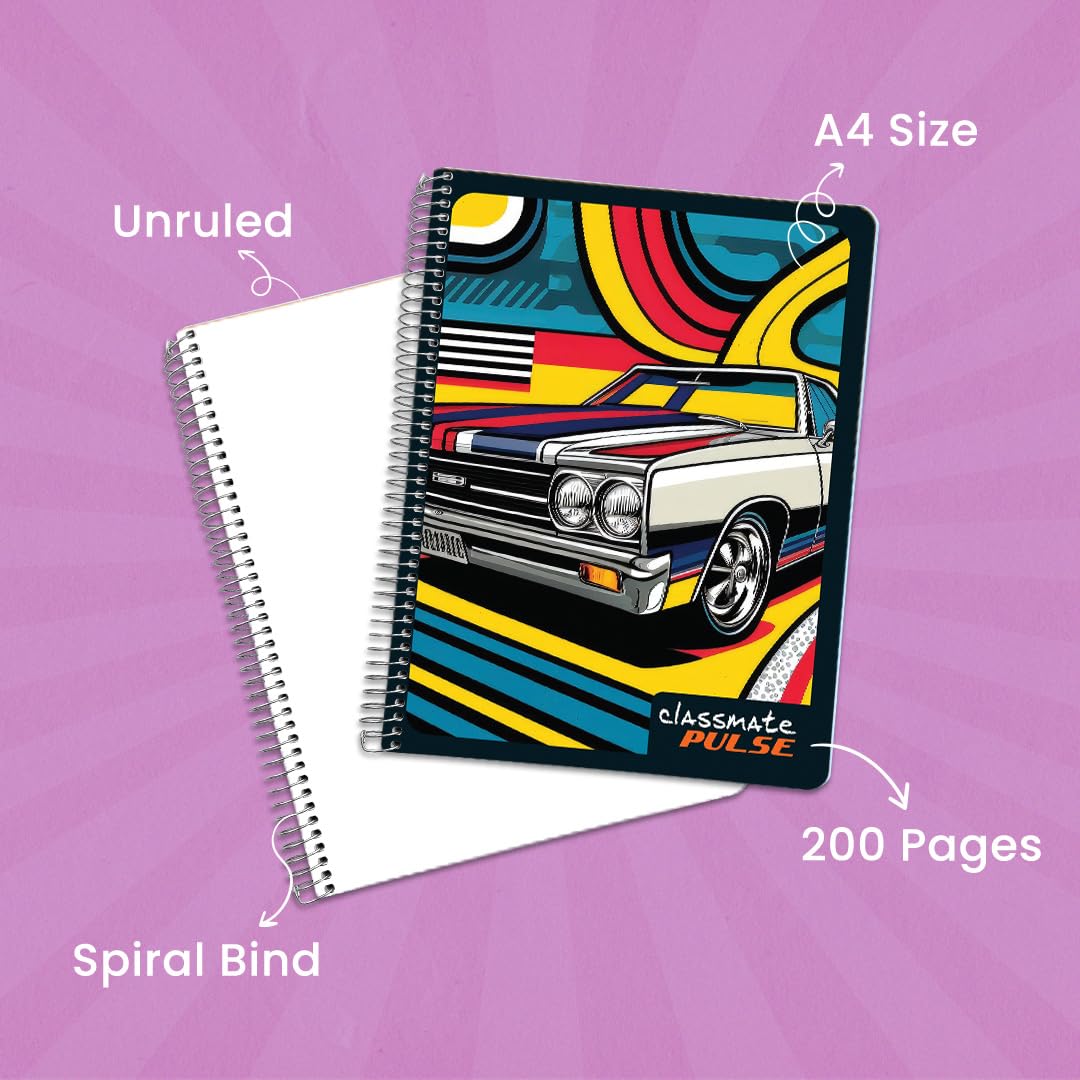 A4 Size
Unruled
classmate
PULSE
200 Pages
Spiral Bind